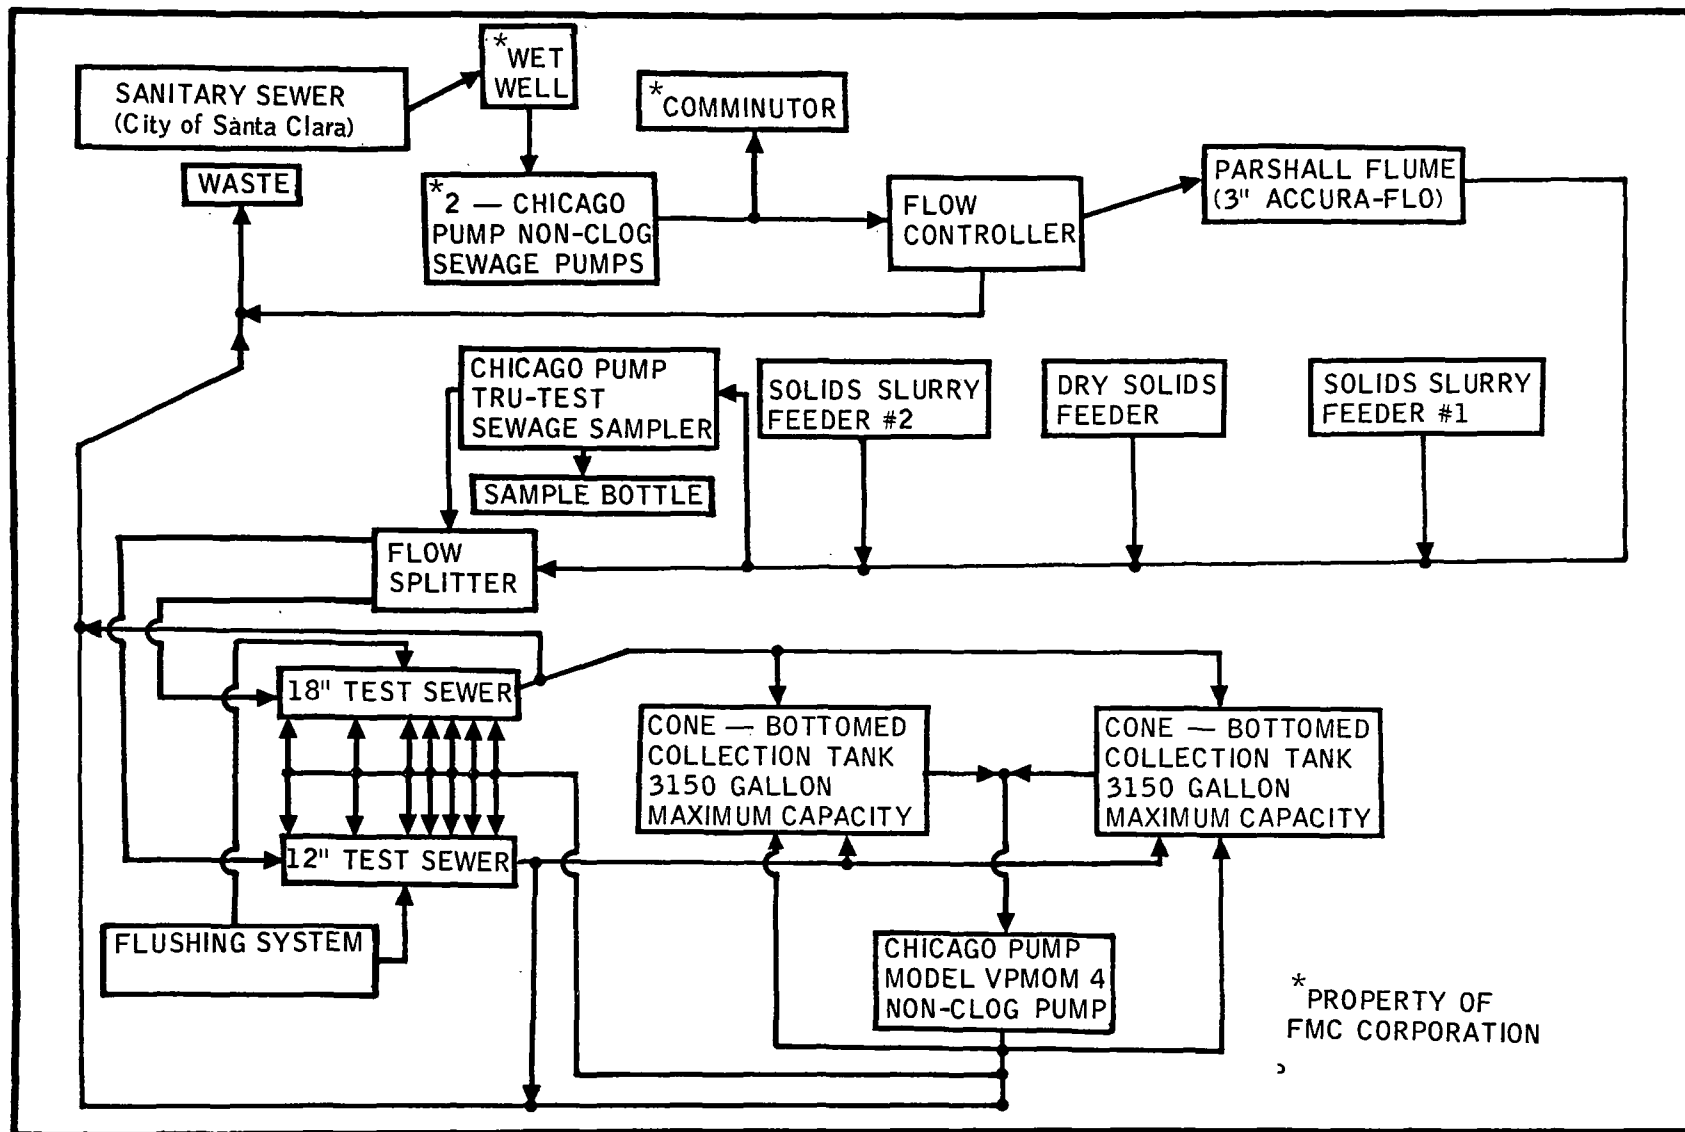 SANITARY SEWER
(City of Santa Clara)
*WET
WELL
*COMMINUTOR
WASTE
*2 — CHICAGO
PUMP NON-CLOG
SEWAGE PUMPS
FLOW
CONTROLLER
PARSHALL FLUME
(3" ACCURA-FLO)
CHICAGO PUMP
TRU-TEST
SEWAGE SAMPLER
SAMPLE BOTTLE
SOLIDS SLURRY
FEEDER #2
DRY SOLIDS
FEEDER
SOLIDS SLURRY
FEEDER #1
FLOW
SPLITTER
18" TEST SEWER
12" TEST SEWER
CONE — BOTTOMED
COLLECTION TANK
3150 GALLON
MAXIMUM CAPACITY
CONE — BOTTOMED
COLLECTION TANK
3150 GALLON
MAXIMUM CAPACITY
FLUSHING SYSTEM
CHICAGO PUMP
MODEL VPMOM 4
NON-CLOG PUMP
*PROPERTY OF
FMC CORPORATION